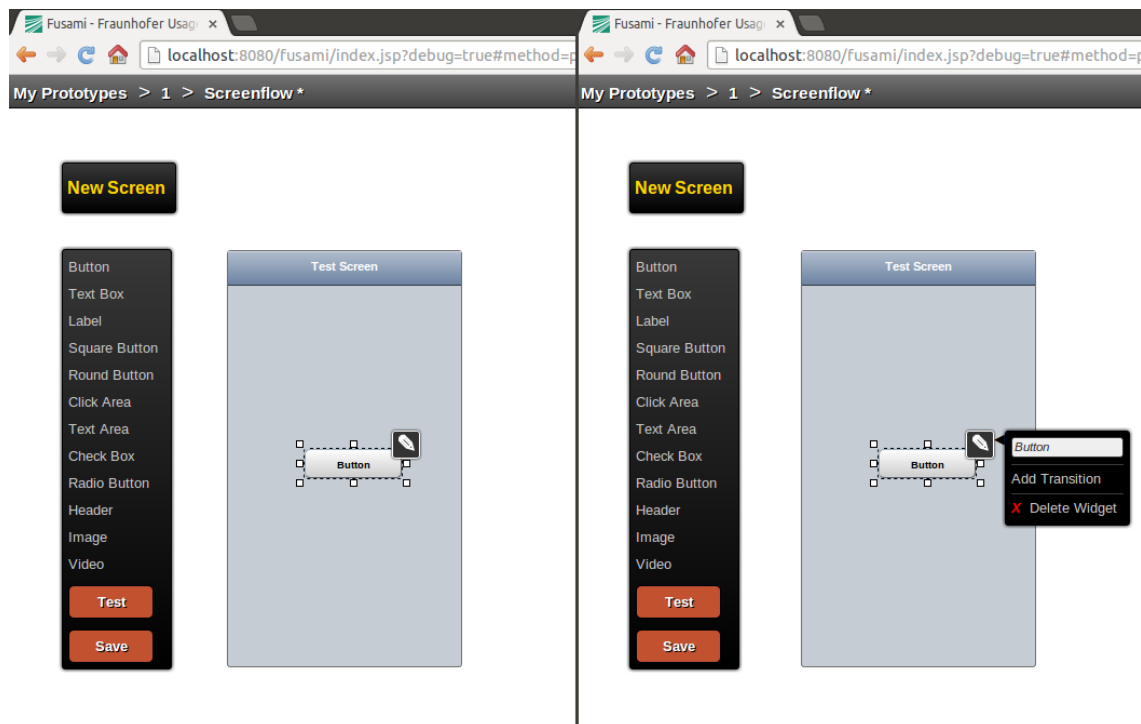 Fusami - Fraunhofer Usag
localhost:8080/fusami/index.jsp?debug=true#method=p
My Prototypes > 1 > Screenflow *
New Screen
Button
Text Box
Label
Square Button
Round Button
Click Area
Text Area
Check Box
Radio Button
Header
Image
Video
Test
Save
Test Screen
Button
Fusami - Fraunhofer Usag
localhost:8080/fusami/index.jsp?debug=true#method=p
My Prototypes > 1 > Screenflow *
New Screen
Button
Text Box
Label
Square Button
Round Button
Click Area
Text Area
Check Box
Radio Button
Header
Image
Video
Test
Save
Test Screen
Button
Button
Add Transition
X Delete Widget